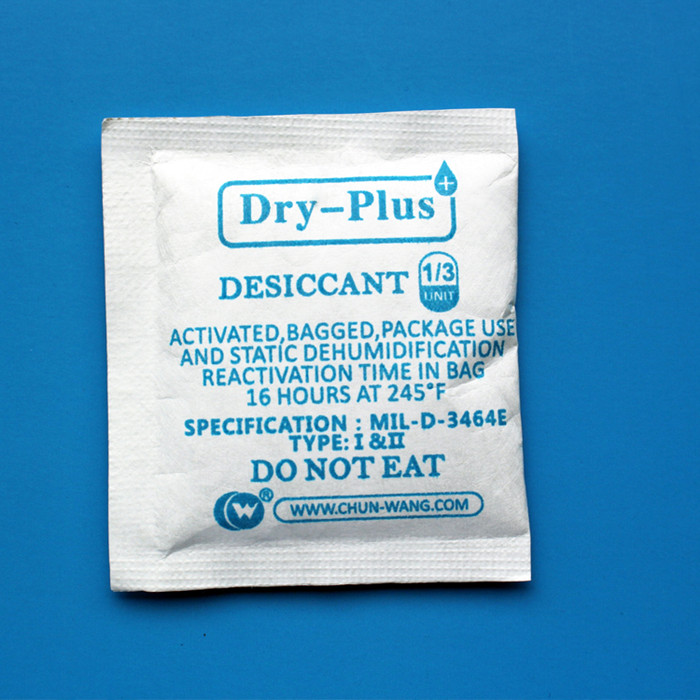 Dry-Plus
DESICCANT 1/3 UNIT
ACTIVATED,BAGGED,PACKAGE USE
AND STATIC DEHUMIDIFICATION
REACTIVATION TIME IN BAG
16 HOURS AT 245°F
SPECIFICATION : MIL-D-3464E
TYPE: I &II
DO NOT EAT
CW® WWW.CHUN-WANG.COM